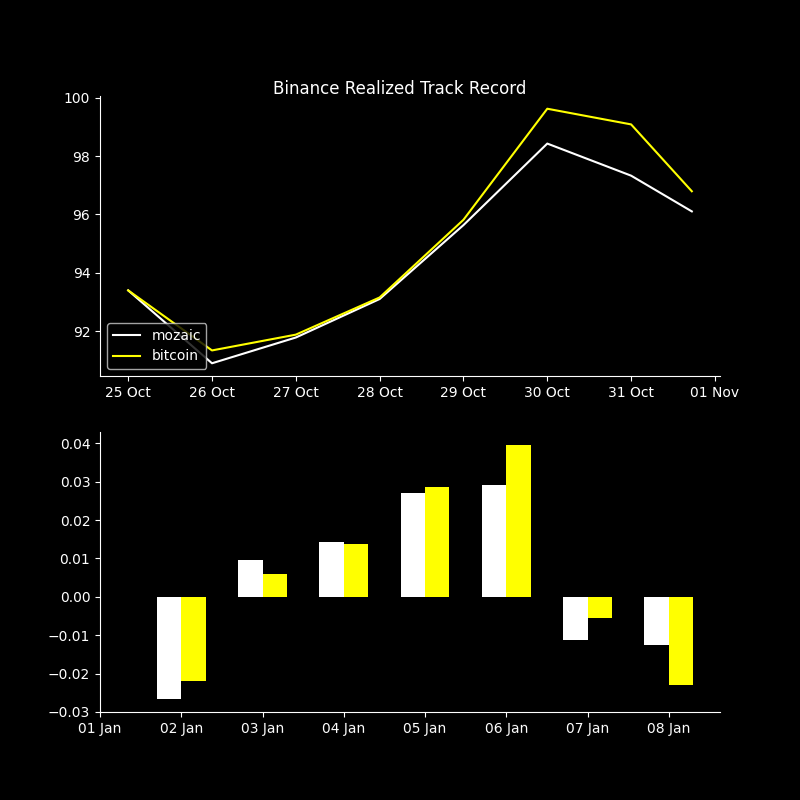 Binance Realized Track Record
100
98
96
94
92
mozaic
bitcoin
25 Oct 26 Oct 27 Oct 28 Oct 29 Oct 30 Oct 31 Oct 01 Nov
0.04
0.03
0.02
0.01
0.00
−0.01
−0.02
−0.03
01 Jan 02 Jan 03 Jan 04 Jan 05 Jan 06 Jan 07 Jan 08 Jan